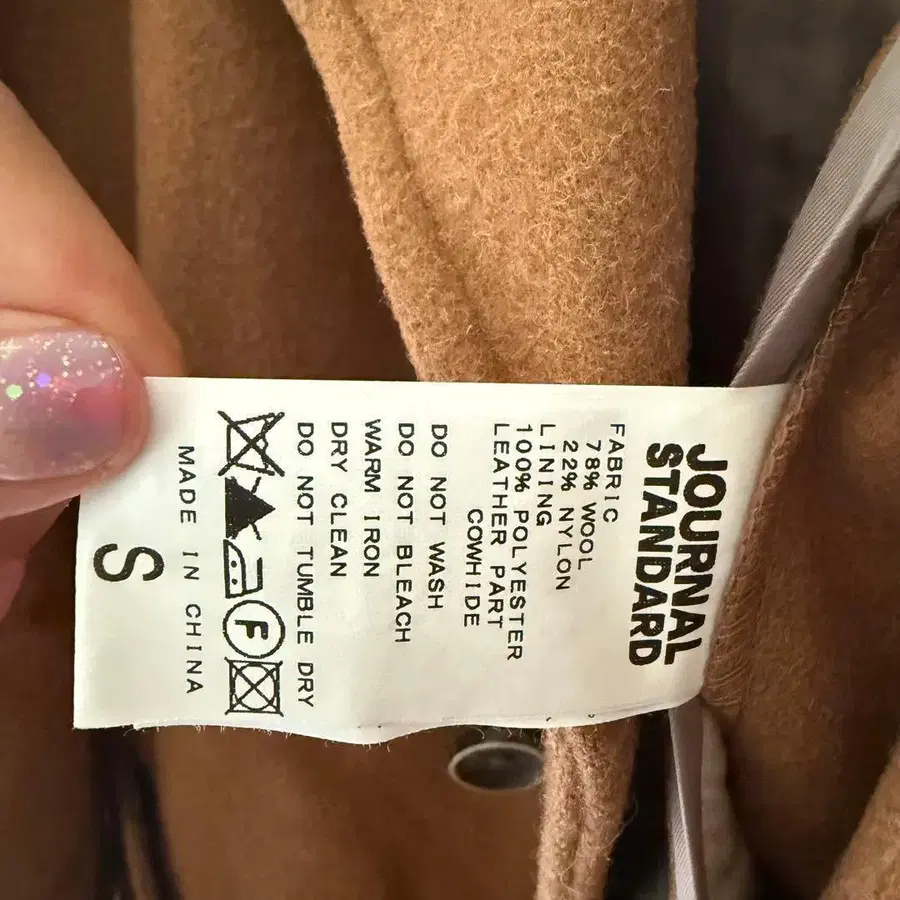 JOURNAL
STANDARD
FABRIC
78% WOOL
22% NYLON
LINING
100% POLYESTER
LEATHER PART
COWHIDE
DO NOT WASH
DO NOT BLEACH
WARM IRON
DRY CLEAN
DO NOT TUMBLE DRY
F
MADE IN CHINA
S